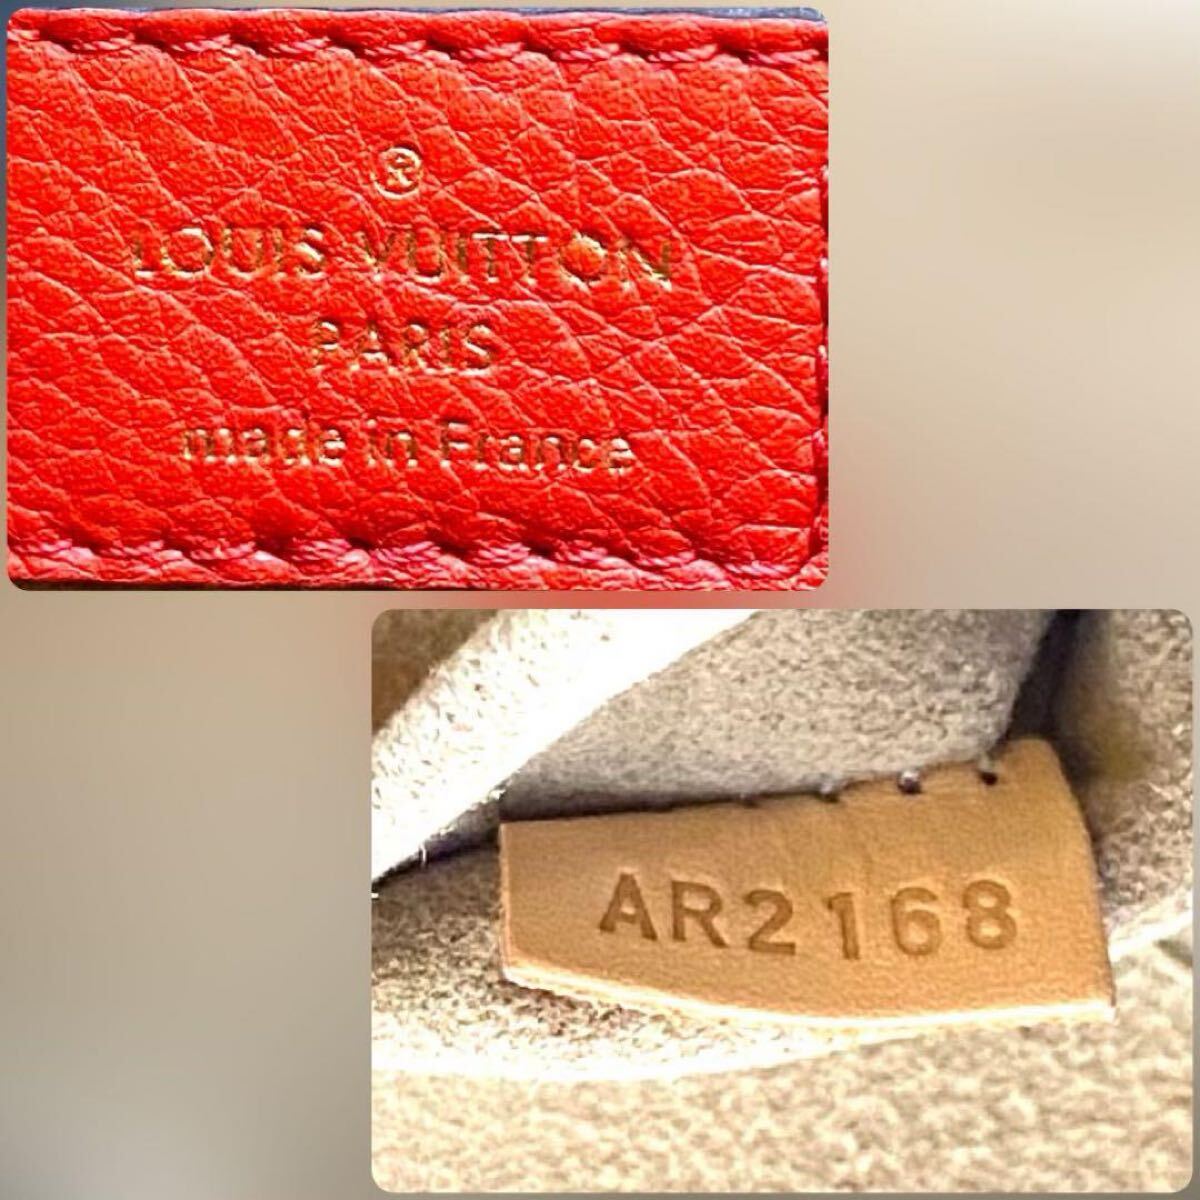 ®
LOUIS VUITTON
PARIS
made in France
AR2168